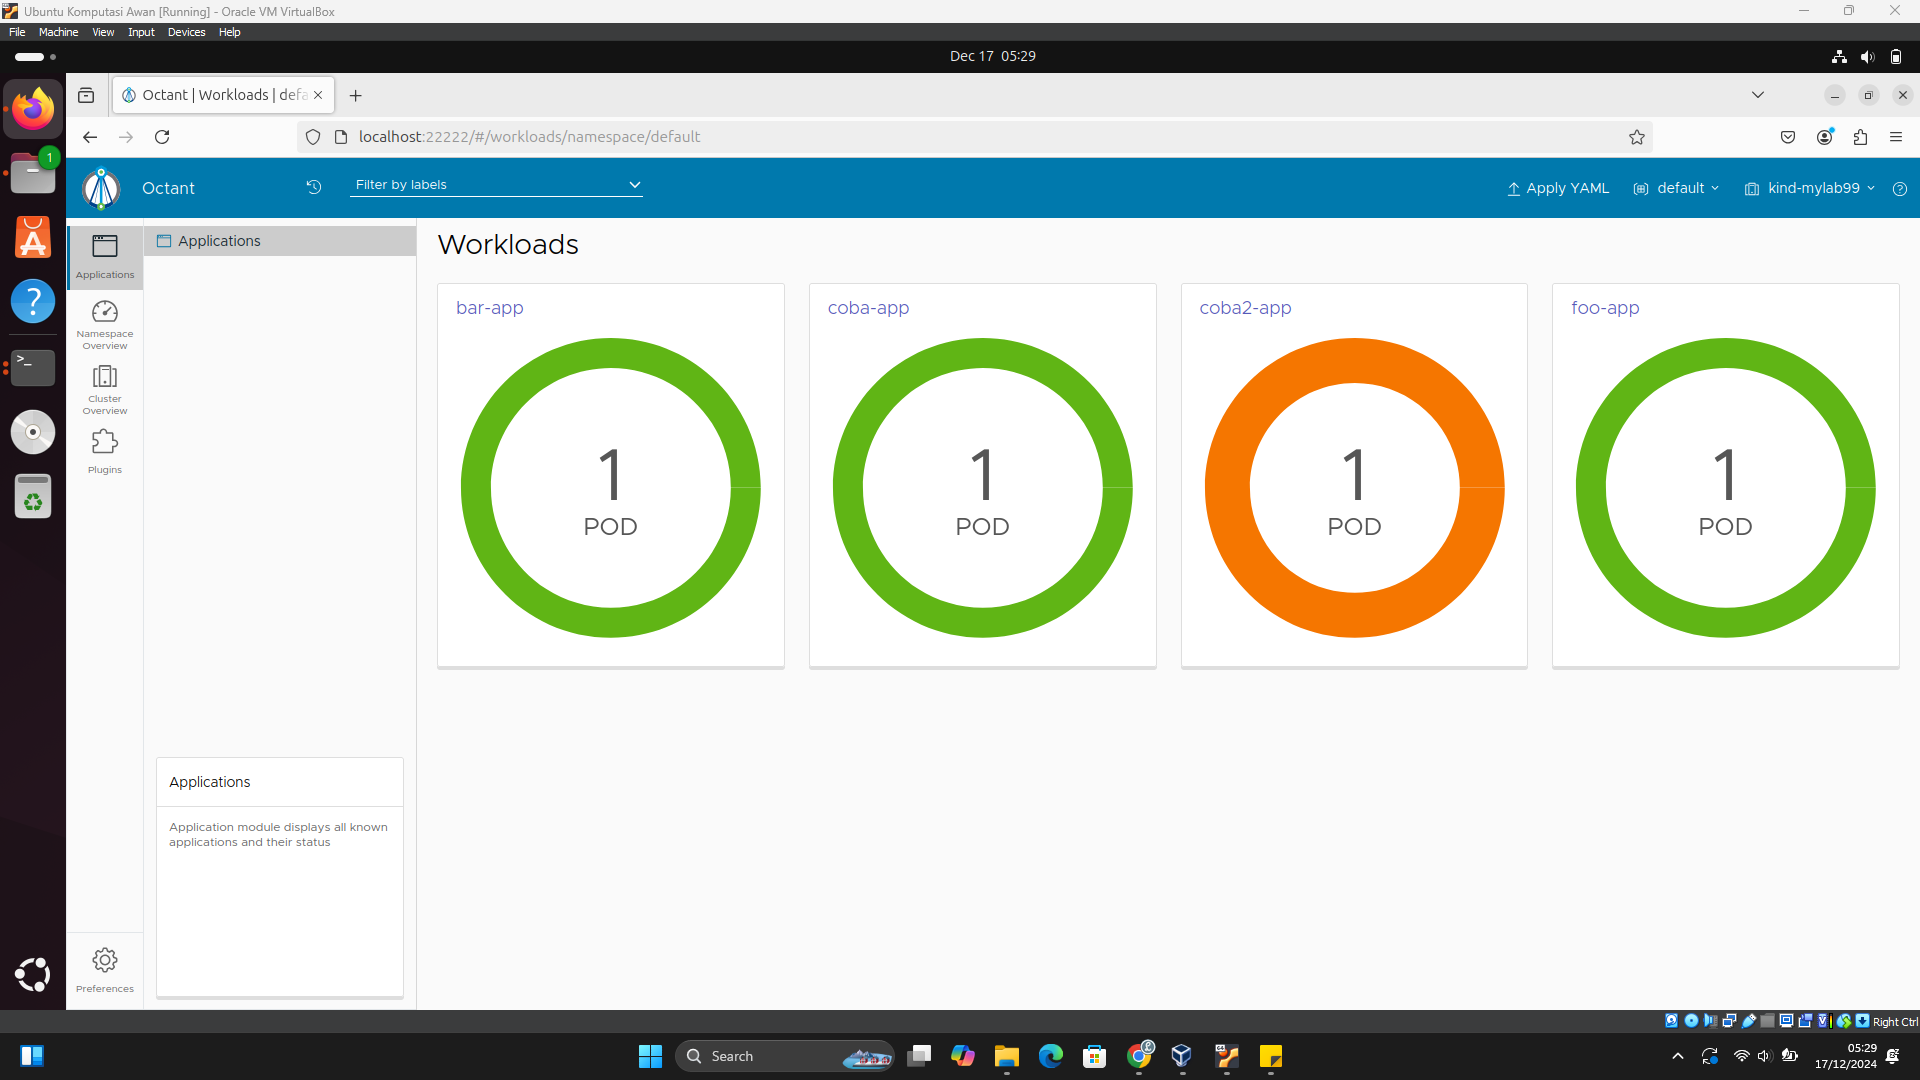 Ubuntu Komputasi Awan [Running] - Oracle VM VirtualBox
File Machine View Input Devices Help
Dec 17 05:29
Octant | Workloads | defa
localhost:22222/#/workloads/namespace/default
Octant
Filter by labels
Apply YAML
default
kind-mylab99
1
Applications
Namespace
Overview
Cluster
Overview
Plugins
Preferences
Applications
Applications
Application module displays all known
applications and their status
Workloads
bar-app
1
POD
coba-app
1
POD
coba2-app
1
POD
foo-app
1
POD
Right Ctrl
Search
05:29
17/12/2024